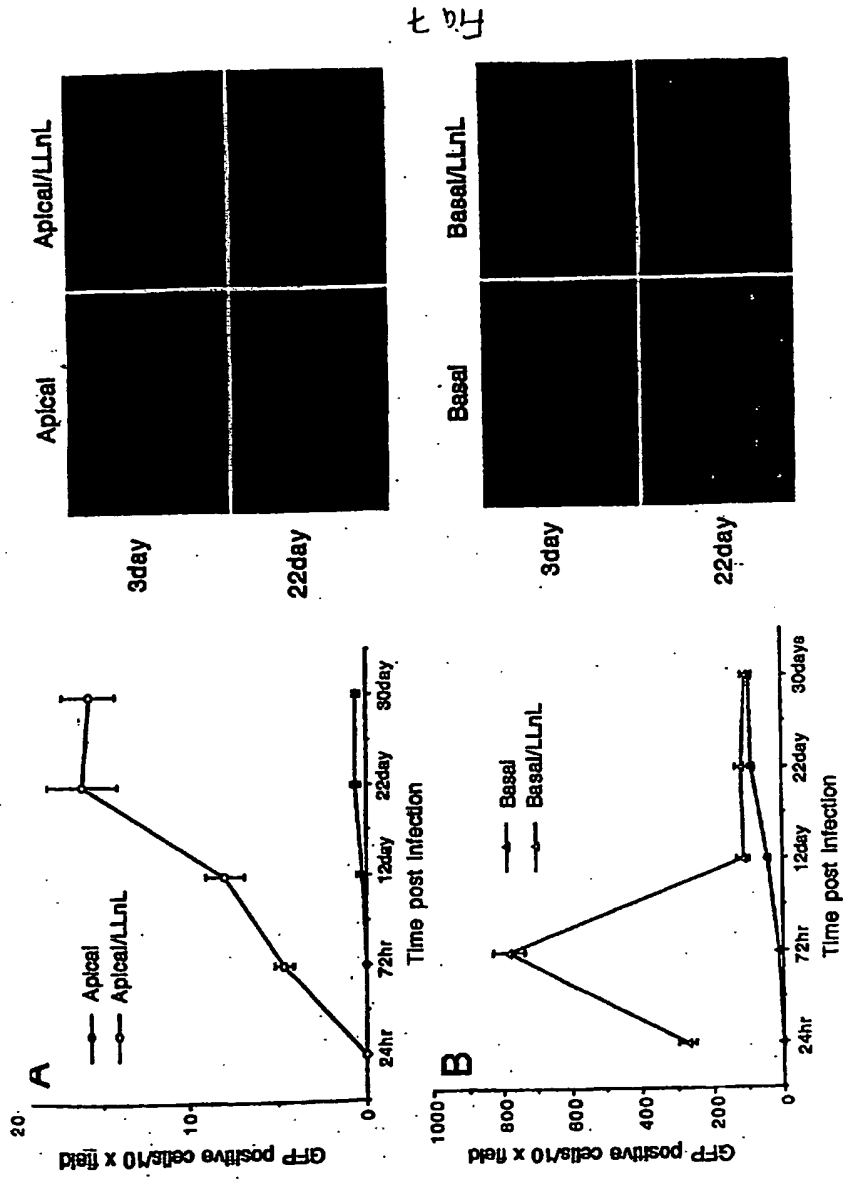 Fig 7
A
GFP positive cells/10 x field
20
10
0
Apical
Apical/LLnL
24hr
72hr
12day
22day
30day
Time post Infection
Apical
Apical/LLnL
3day
22day
B
GFP positive cells/10 x field
1000
800
600
400
200
0
Basal
Basal/LLnL
24hr
72hr
12day
22day
30days
Time post Infection
Basal
Basal/LLnL
3day
22day